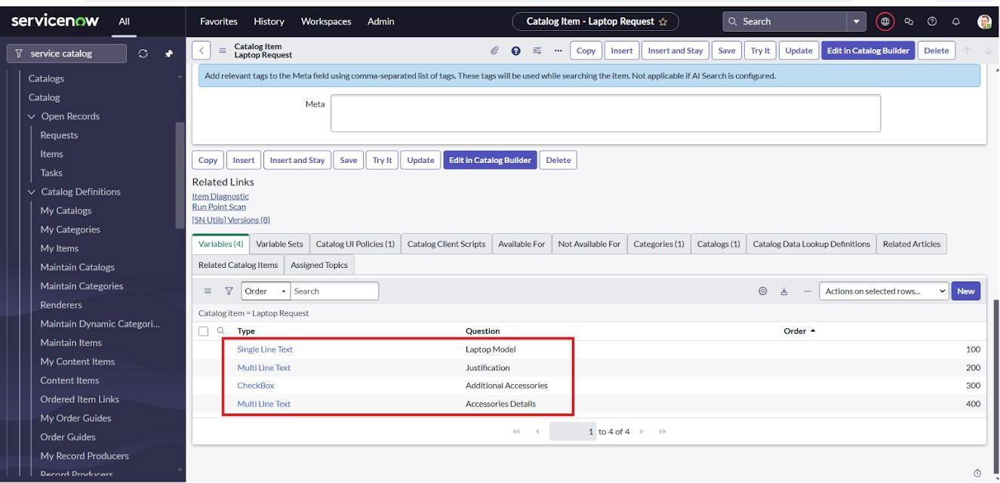 servicenow All Favorites History Workspaces Admin Catalog Item - Laptop Request Search
service catalog
Catalogs
Catalog
Open Records
Requests
Items
Tasks
Catalog Definitions
My Catalogs
My Categories
My Items
Maintain Catalogs
Maintain Categories
Renderers
Maintain Dynamic Categori...
Maintain Items
My Content Items
Content Items
Ordered Item Links
My Order Guides
Order Guides
My Record Producers
Record Producers
Catalog Item
Laptop Request
Copy Insert Insert and Stay Save Try It Update Edit in Catalog Builder Delete
Add relevant tags to the Meta field using comma-separated list of tags. These tags will be used while searching the item. Not applicable if AI Search is configured.
Meta
Copy Insert Insert and Stay Save Try It Update Edit in Catalog Builder Delete
Related Links
Item Diagnostic
Run Point Scan
[SN Utils] Versions (8)
Variables (4) Variable Sets Catalog UI Policies (1) Catalog Client Scripts Available For Not Available For Categories (1) Catalogs (1) Catalog Data Lookup Definitions Related Articles
Related Catalog Items Assigned Topics
Order Search Actions on selected rows... New
Catalog item = Laptop Request
Type Question Order
Single Line Text Laptop Model 100
Multi Line Text Justification 200
CheckBox Additional Accessories 300
Multi Line Text Accessories Details 400
1 to 4 of 4